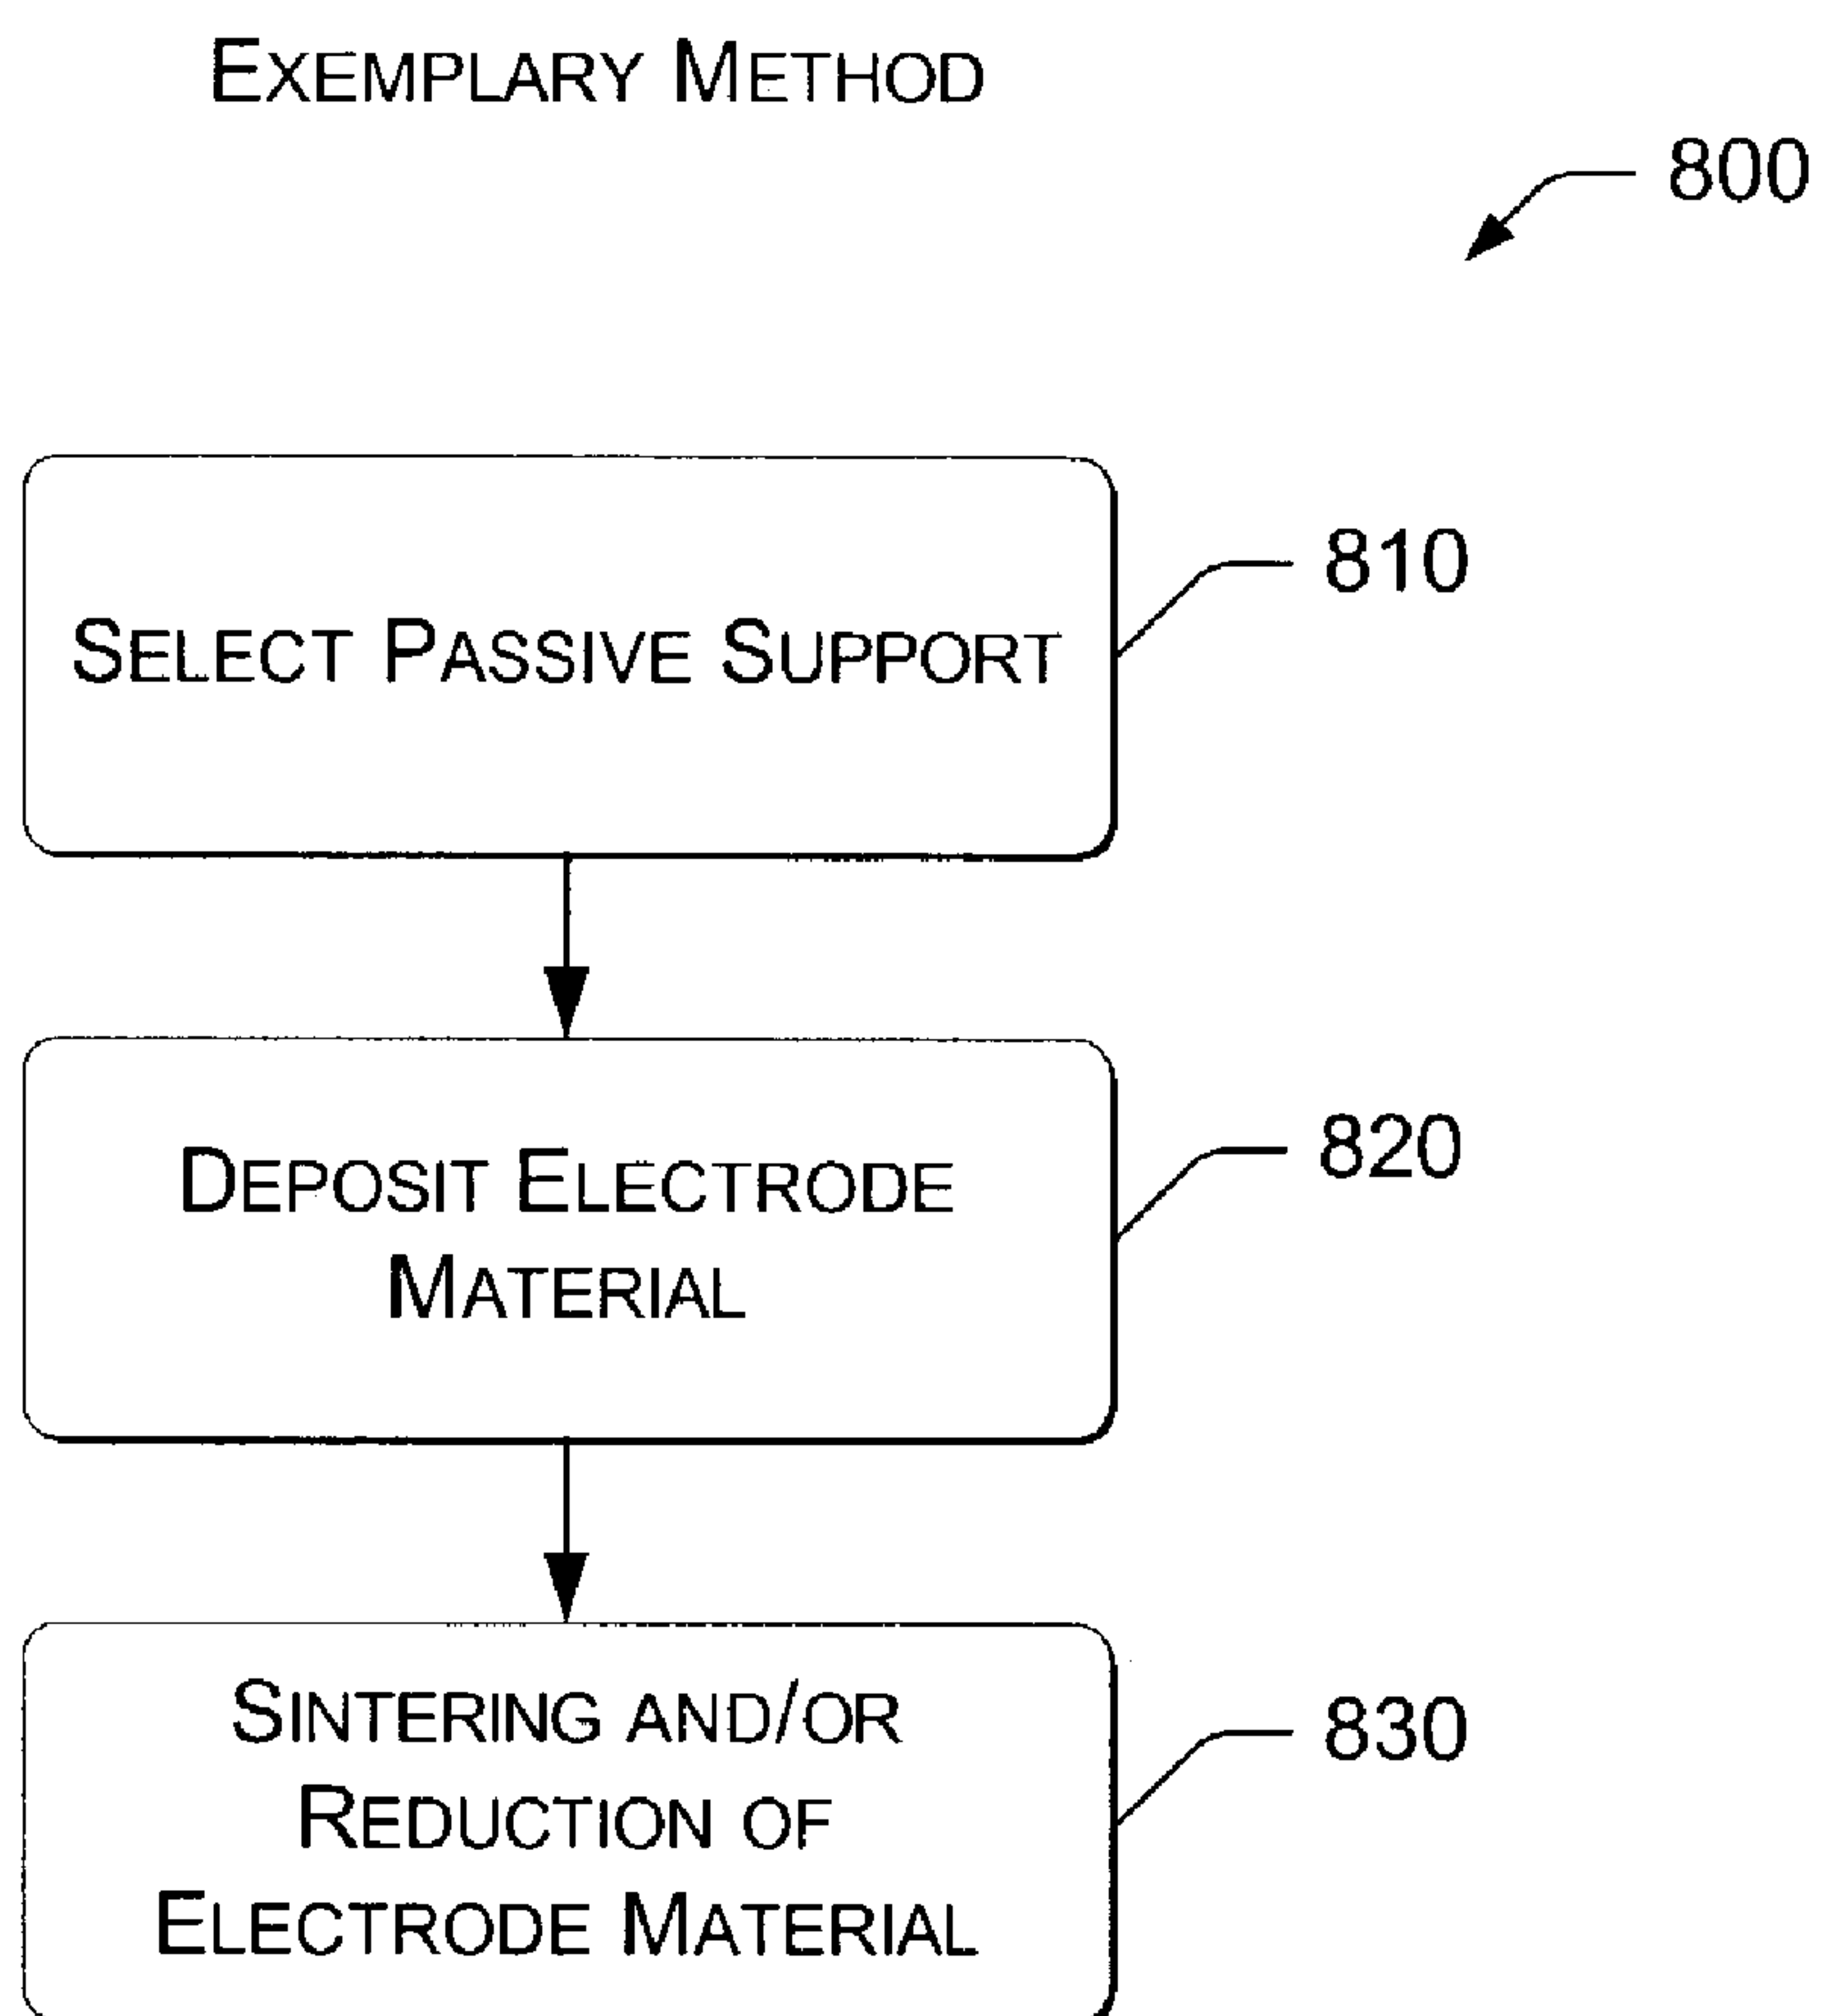 EXEMPLARY METHOD
800
SELECT PASSIVE SUPPORT
810
DEPOSIT ELECTRODE
MATERIAL
820
SINTERING AND/OR
REDUCTION OF
ELECTRODE MATERIAL
830